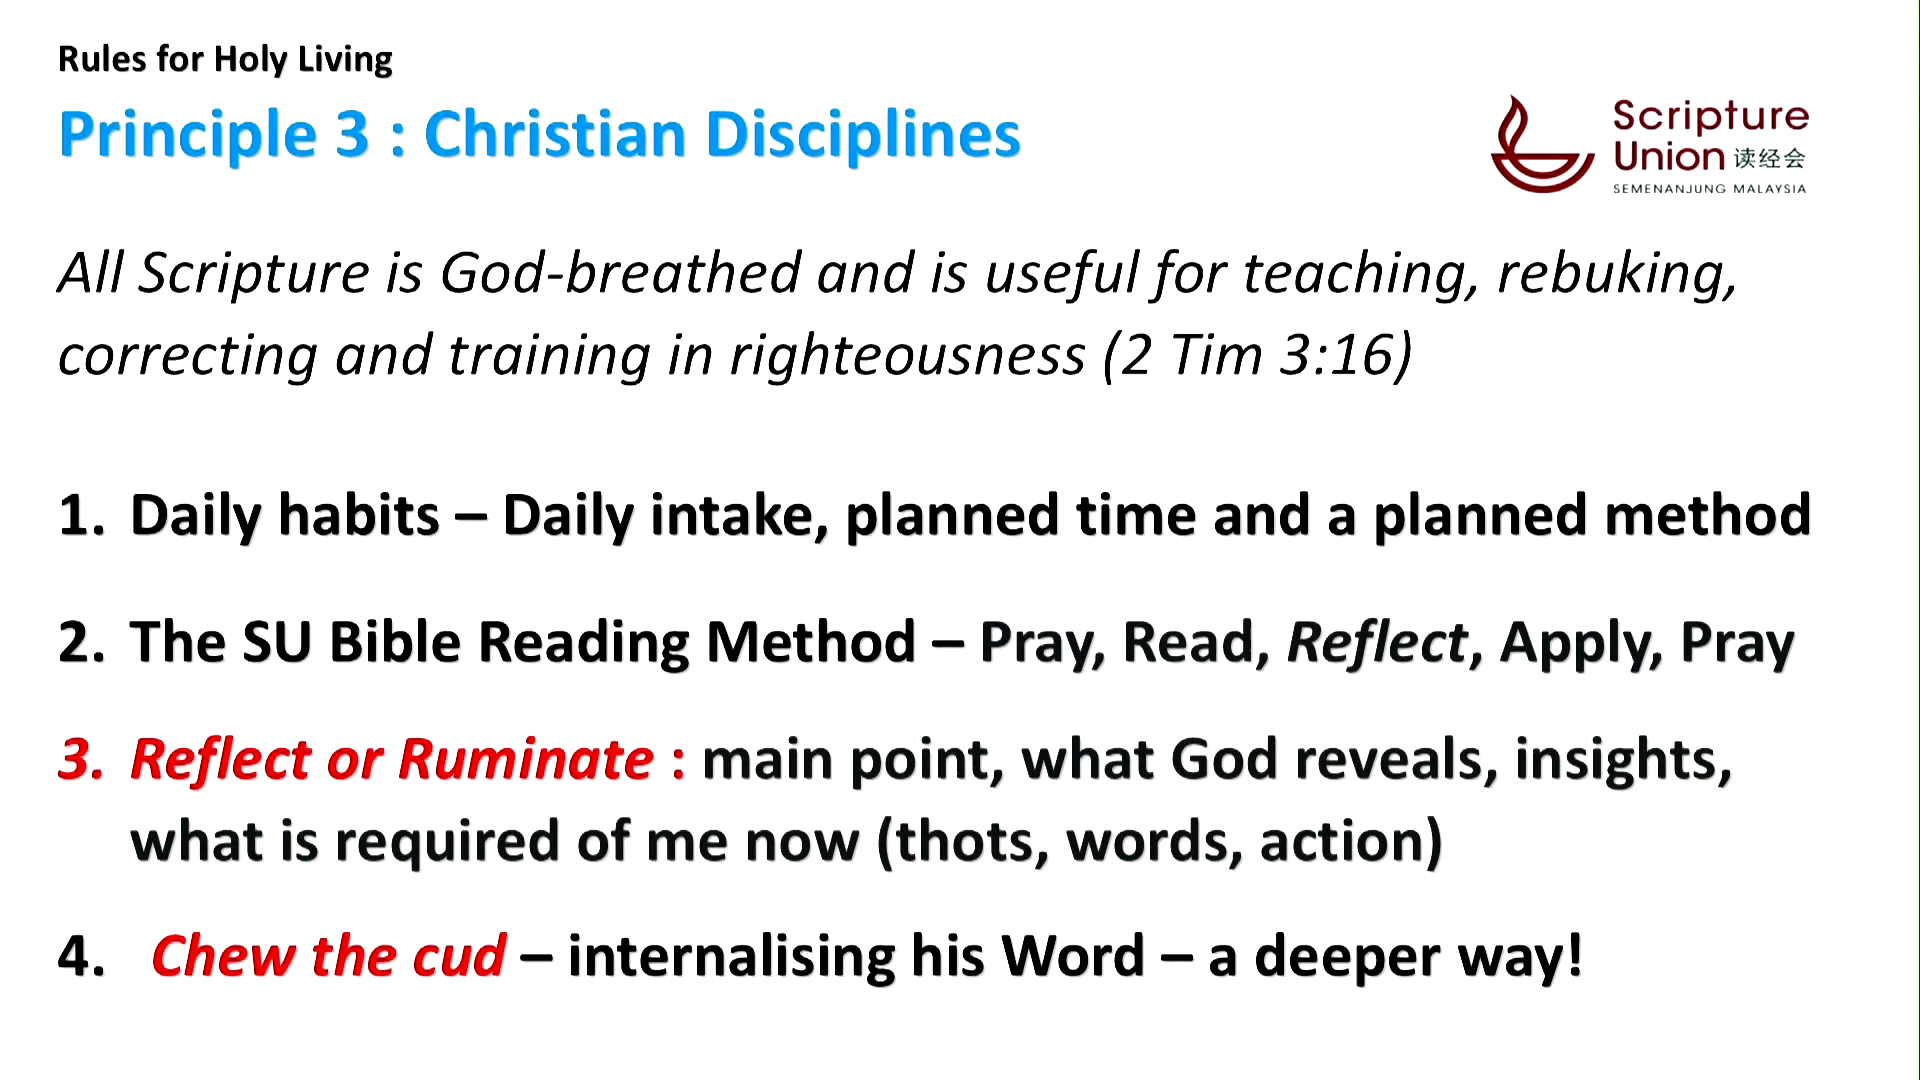 Rules for Holy Living
Principle 3 : Christian Disciplines
Scripture
Union 读经会
SEMENANJUNG MALAYSIA
All Scripture is God-breathed and is useful for teaching, rebuking,
correcting and training in righteousness (2 Tim 3:16)
1. Daily habits – Daily intake, planned time and a planned method
2. The SU Bible Reading Method – Pray, Read, Reflect, Apply, Pray
3. Reflect or Ruminate : main point, what God reveals, insights,
what is required of me now (thots, words, action)
4. Chew the cud – internalising his Word – a deeper way!